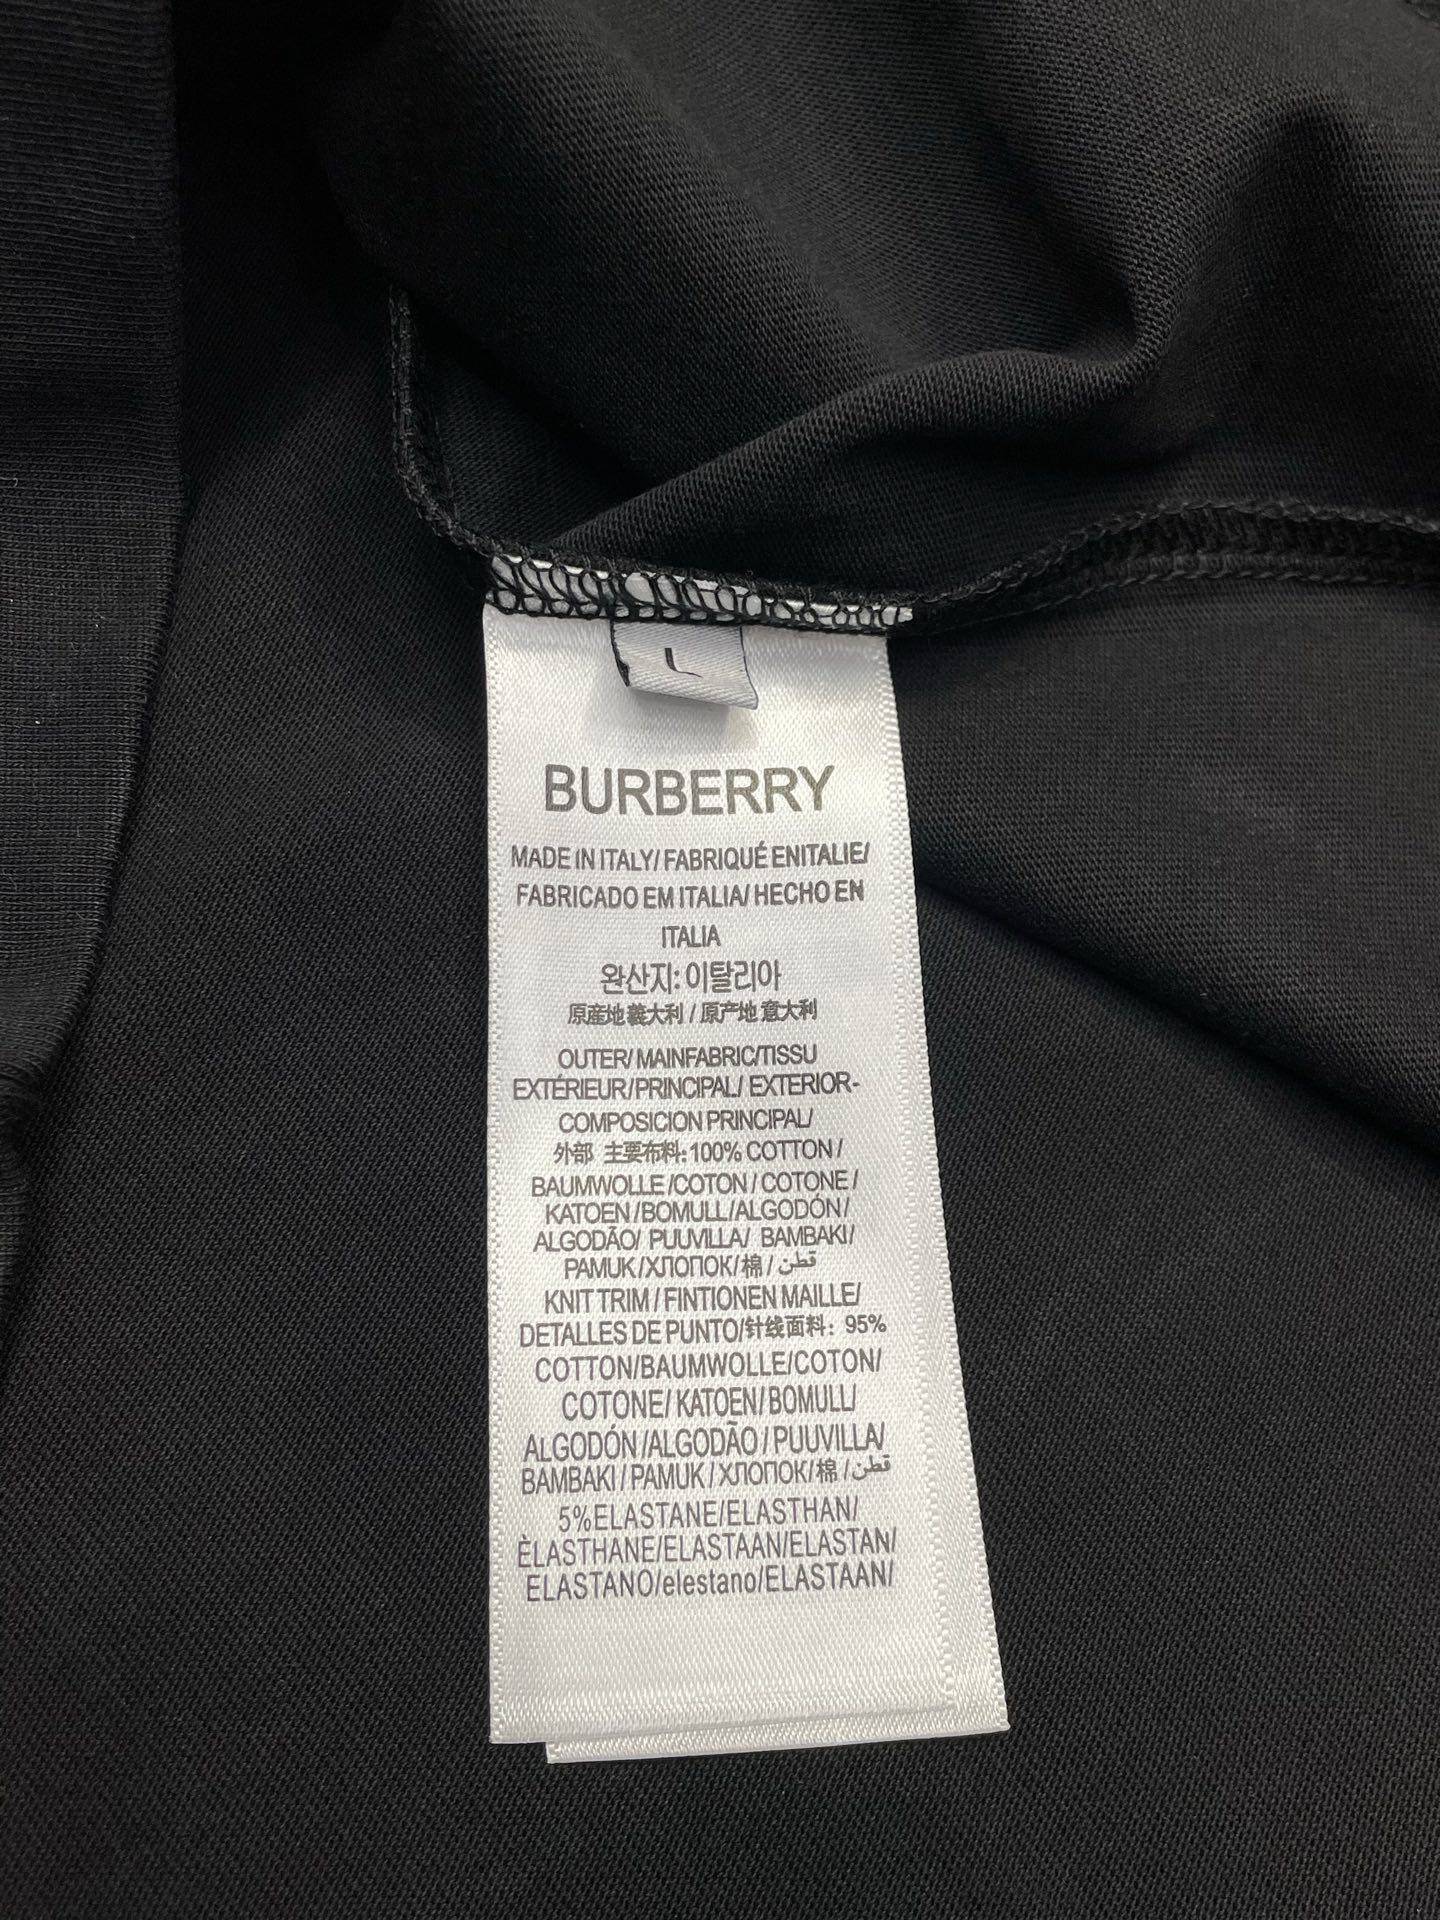 L
BURBERRY
MADE IN ITALY/ FABRIQUÉ ENITALIE/
FABRICADO EM ITALIA/ HECHO EN
ITALIA
완산지: 이탈리아
原産地義大利 / 原产地意大利
OUTER/ MAINFABRIC/TISSU
EXTÉRIEUR/PRINCIPAL/ EXTERIOR-
COMPOSICION PRINCIPAL/
外部 主要布料: 100% COTTON /
BAUMWOLLE /COTON / COTONE /
KATOEN /BOMULL/ALGODÓN/
ALGODÃO/ PUUVILLA/ BAMBAKI/
PAMUK/ХЛОПОК/棉 / قطن
KNIT TRIM / FINTIONEN MAILLE/
DETALLES DE PUNTO/针线面料: 95%
COTTON/BAUMWOLLE/COTON/
COTONE/ KATOEN/ BOMULL/
ALGODÓN /ALGODÃO / PUUVILLA/
BAMBAKI / PAMUK / ХЛОПОК/棉 /قطن
5%ELASTANE/ELASTHAN/
ÈLASTHANE/ELASTAAN/ELASTAN/
ELASTANO/elestano/ELASTAAN/